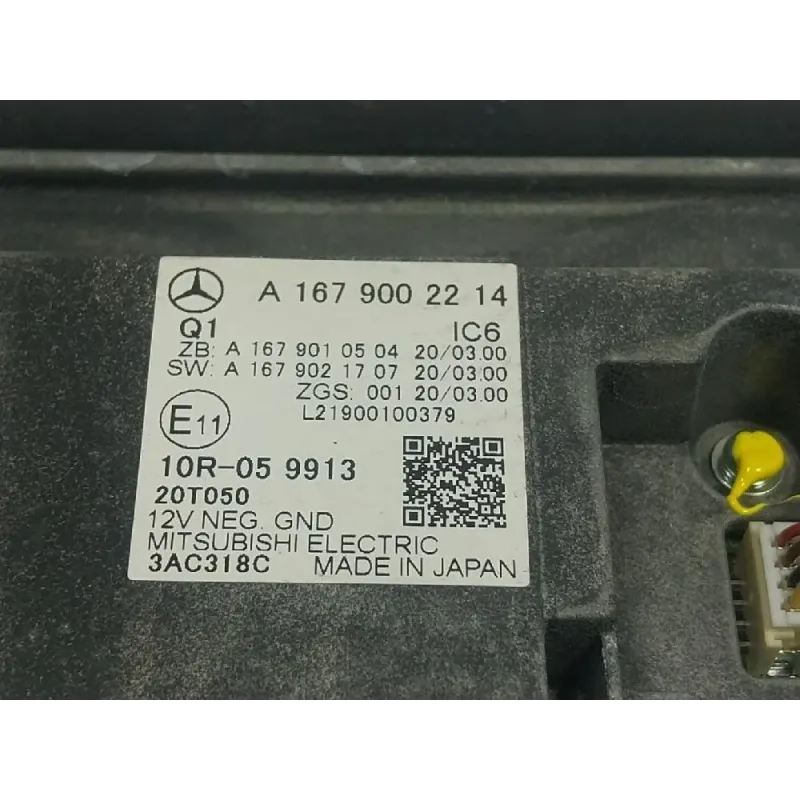 A 167 900 22 14
Q1 IC6
ZB: A 167 901 05 04 20/03.00
SW: A 167 902 17 07 20/03.00
ZGS: 001 20/03.00
L21900100379
E11
10R-05 9913
20T050
12V NEG. GND
MITSUBISHI ELECTRIC
3AC318C MADE IN JAPAN